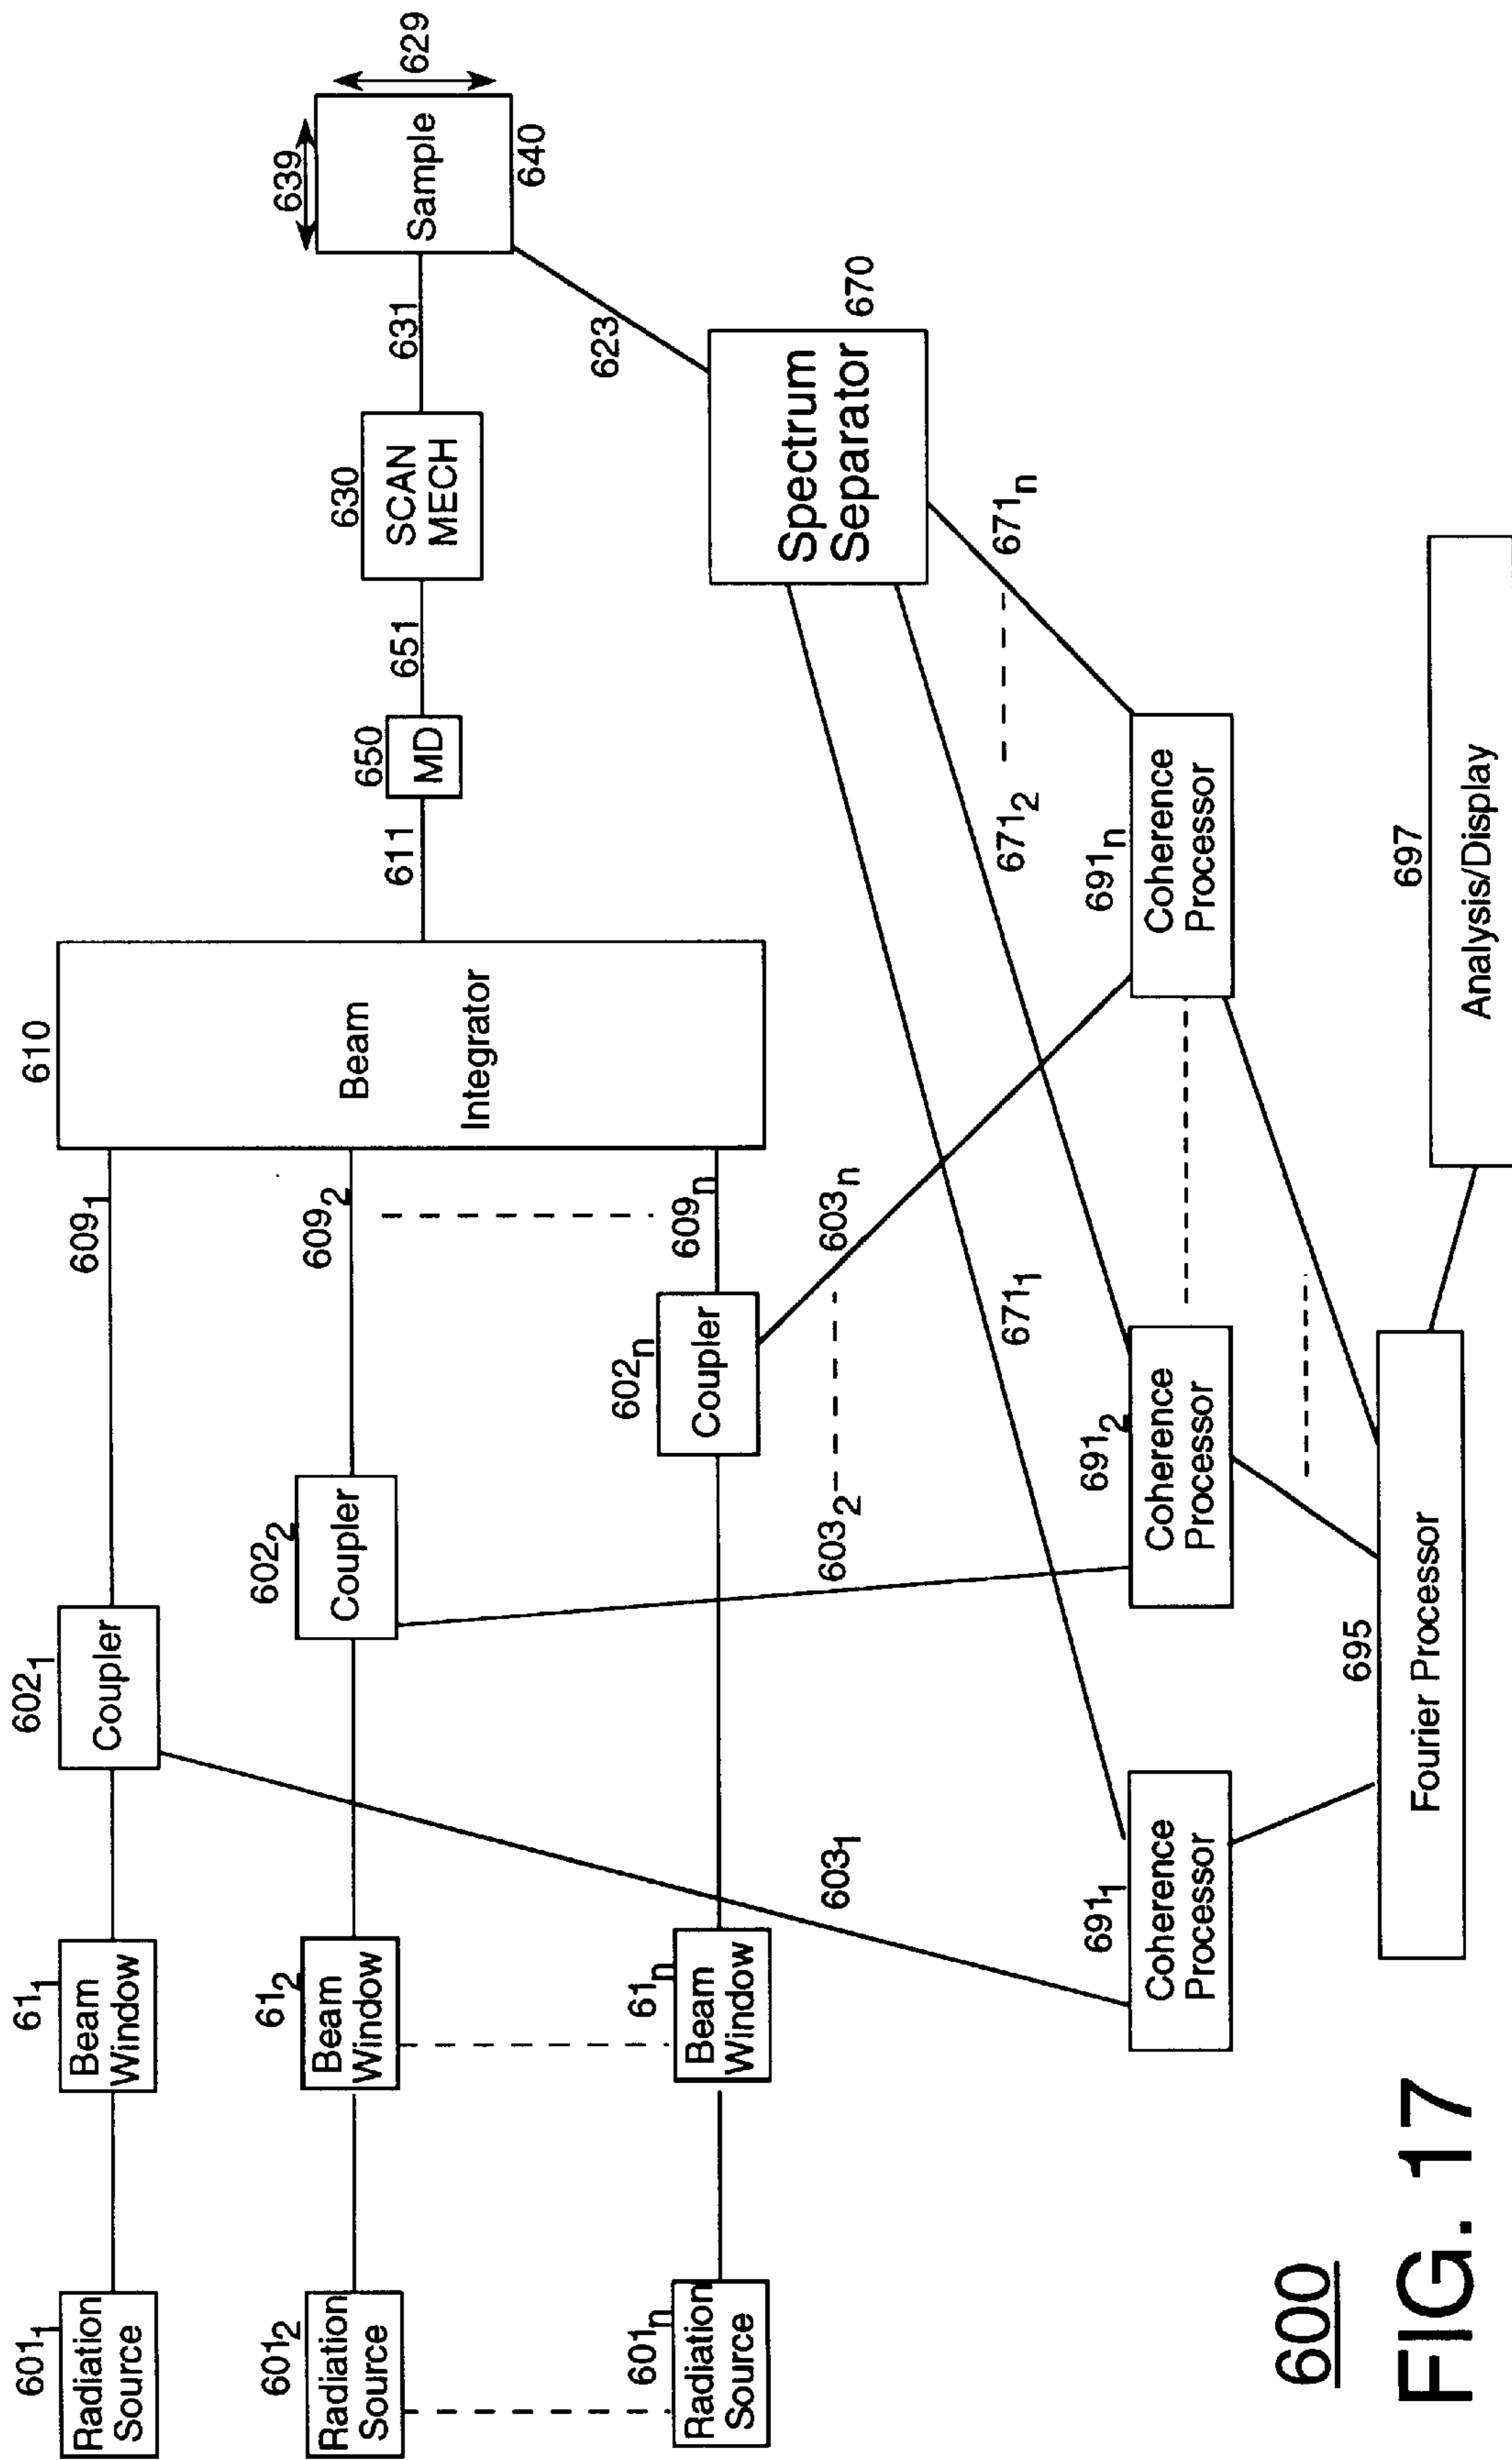 601₁
Radiation
Source
61₁
Beam
Window
602₁
Coupler
609₁
610
Beam
Integrator
601₂
Radiation
Source
61₂
Beam
Window
602₂
Coupler
609₂
601ₙ
Radiation
Source
61ₙ
Beam
Window
602ₙ
Coupler
609ₙ
611
650
MD
651
630
SCAN
MECH
631
639
Sample
629
640
623
Spectrum
Separator
670
603₁
603₂
603ₙ
671₁
671₂
671ₙ
691₁
Coherence
Processor
691₂
Coherence
Processor
691ₙ
Coherence
Processor
695
Fourier Processor
697
Analysis/Display
600
FIG. 17